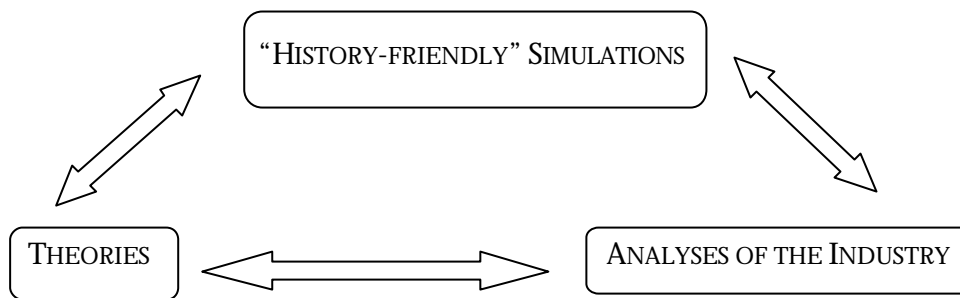 “HISTORY-FRIENDLY” SIMULATIONS
THEORIES
ANALYSES OF THE INDUSTRY